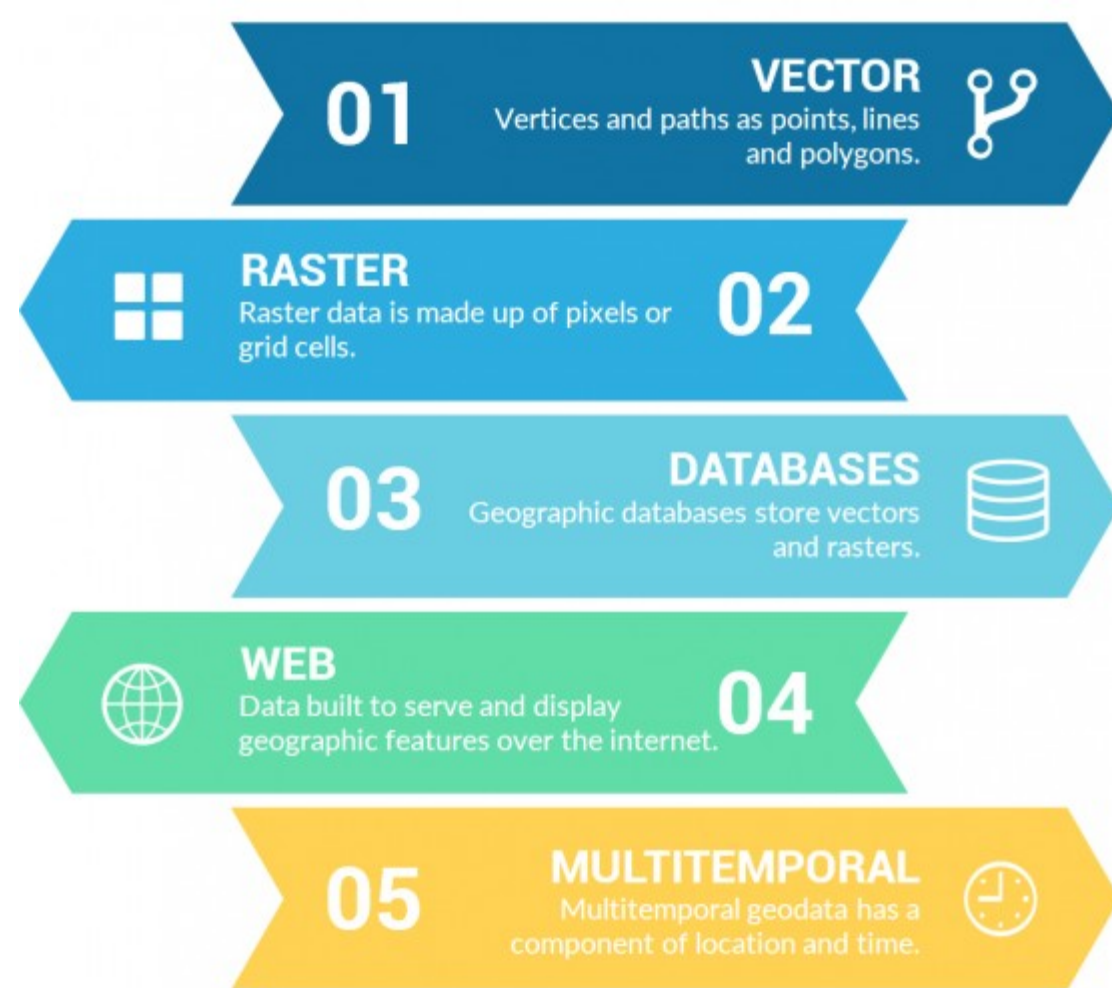 01
VECTOR
Vertices and paths as points, lines
and polygons.
RASTER
Raster data is made up of pixels or
grid cells.
02
03
DATABASES
Geographic databases store vectors
and rasters.
WEB
Data built to serve and display
geographic features over the internet.
04
05
MULTITEMPORAL
Multitemporal geodata has a
component of location and time.